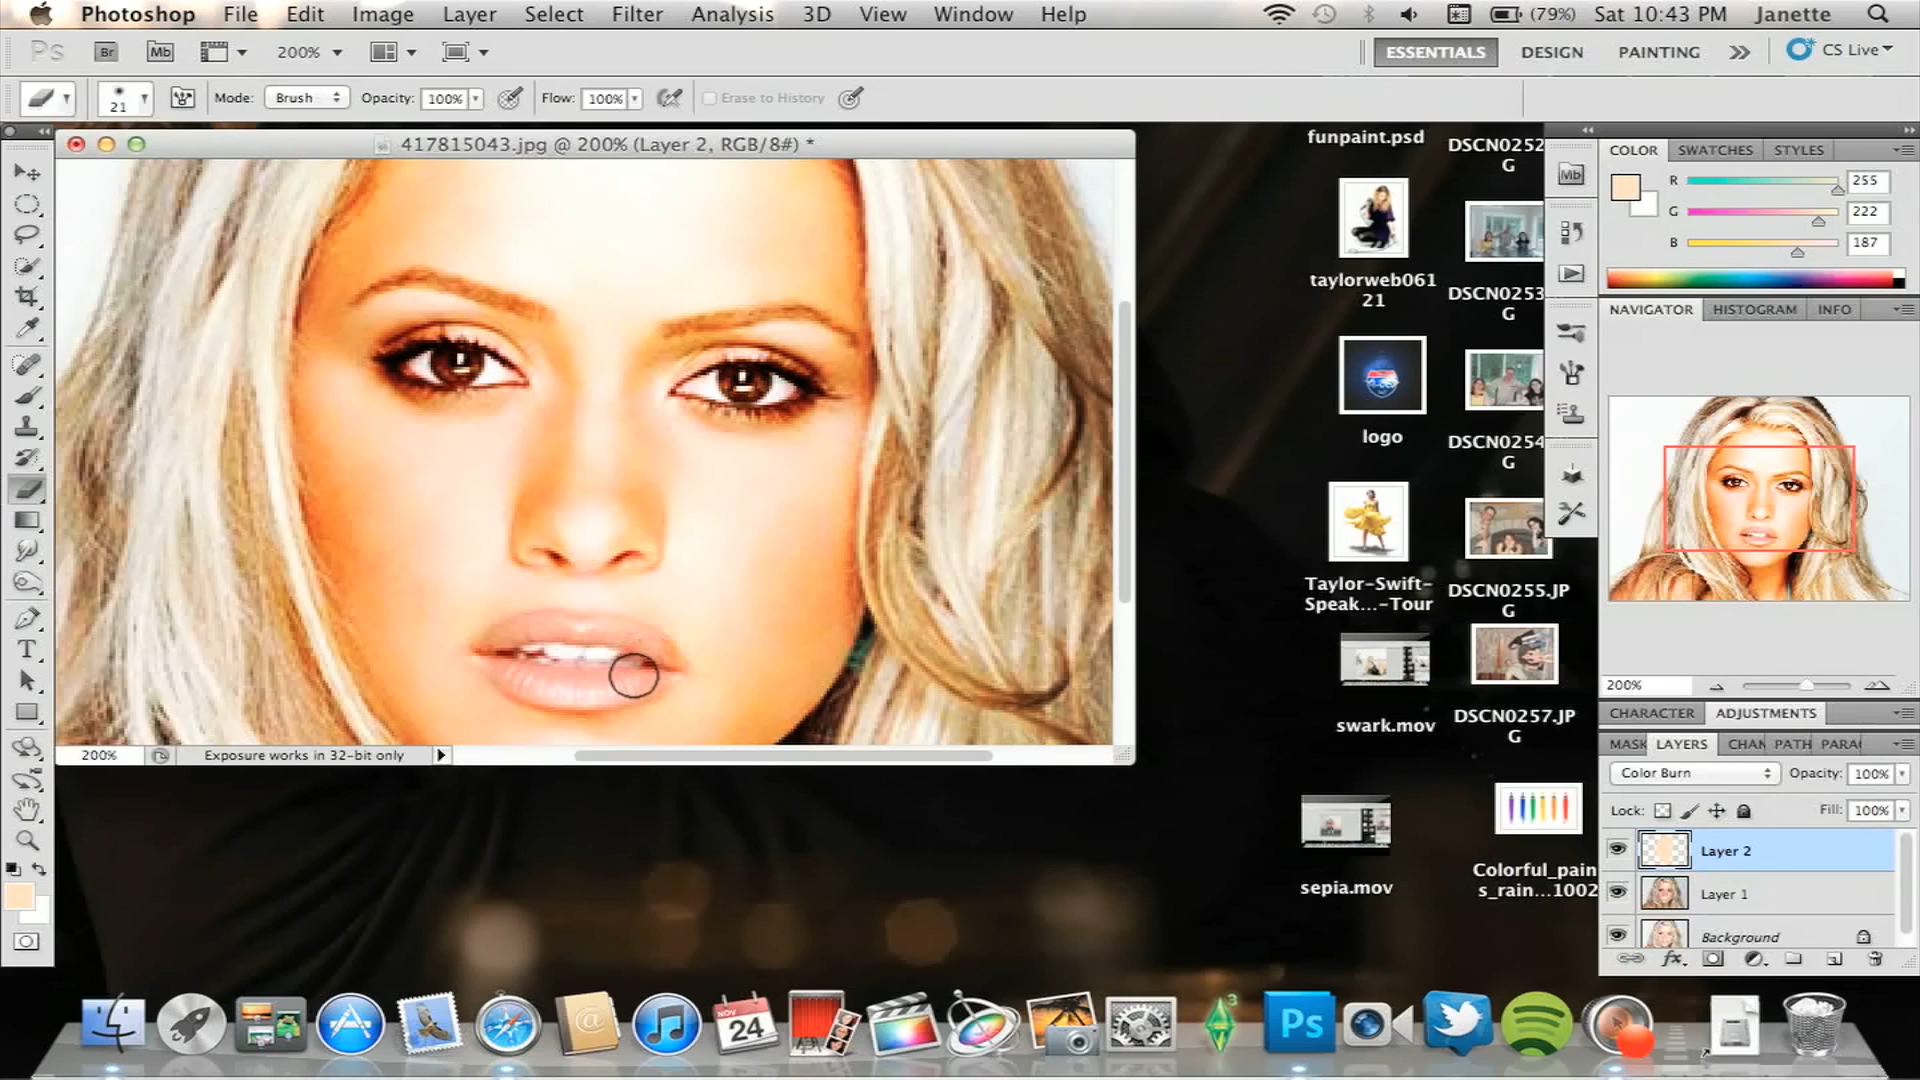 Photoshop File Edit Image Layer Select Filter Analysis 3D View Window Help (79%) Sat 10:43 PM Janette
Ps Br Mb 200% ESSENTIALS DESIGN PAINTING CS Live
21 Mode: Brush Opacity: 100% Flow: 100% Erase to History
417815043.jpg @ 200% (Layer 2, RGB/8#) *
200% Exposure works in 32-bit only
funpaint.psd
DSCN0252
G
taylorweb061
21
DSCN0253
G
logo
DSCN0254
G
Taylor-Swift-
Speak...-Tour
DSCN0255.JP
G
swark.mov
DSCN0257.JP
G
sepia.mov
Colorful_pain
s_rain...1002
Mb
COLOR SWATCHES STYLES
R 255
G 222
B 187
NAVIGATOR HISTOGRAM INFO
200%
CHARACTER ADJUSTMENTS
MASK LAYERS CHAN PATH PARA
Color Burn Opacity: 100%
Lock: Fill: 100%
Layer 2
Layer 1
Background
fx
T
NOV
24
3
Ps